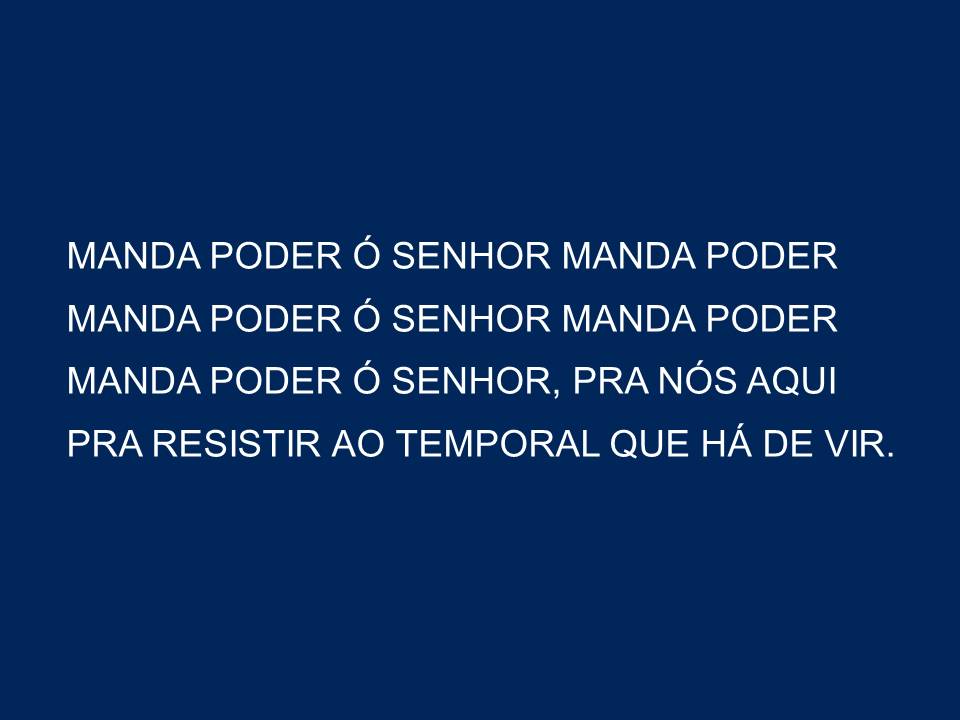 MANDA PODER Ó SENHOR MANDA PODER
MANDA PODER Ó SENHOR MANDA PODER
MANDA PODER Ó SENHOR, PRA NÓS AQUI
PRA RESISTIR AO TEMPORAL QUE HÁ DE VIR.